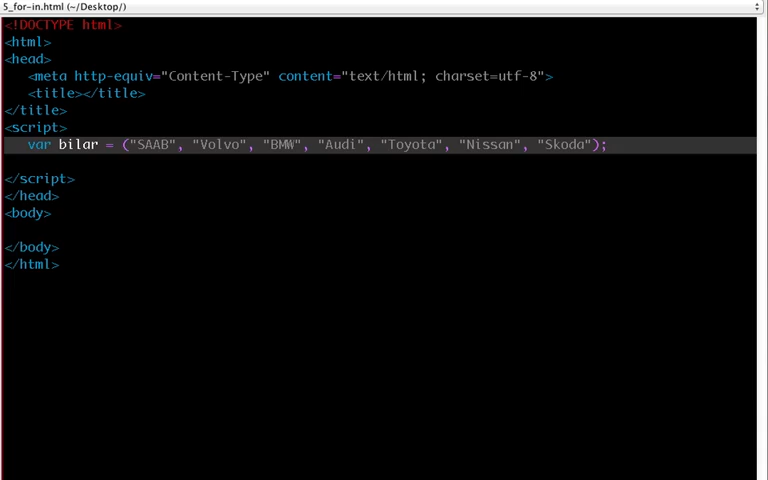 5_for-in.html (~/Desktop/)
<!DOCTYPE html>
<html>
<head>
   <meta http-equiv="Content-Type" content="text/html; charset=utf-8">
   <title></title>
</title>
<script>
   var bilar = ("SAAB", "Volvo", "BMW", "Audi", "Toyota", "Nissan", "Skoda");
</script>
</head>
<body>
</body>
</html>